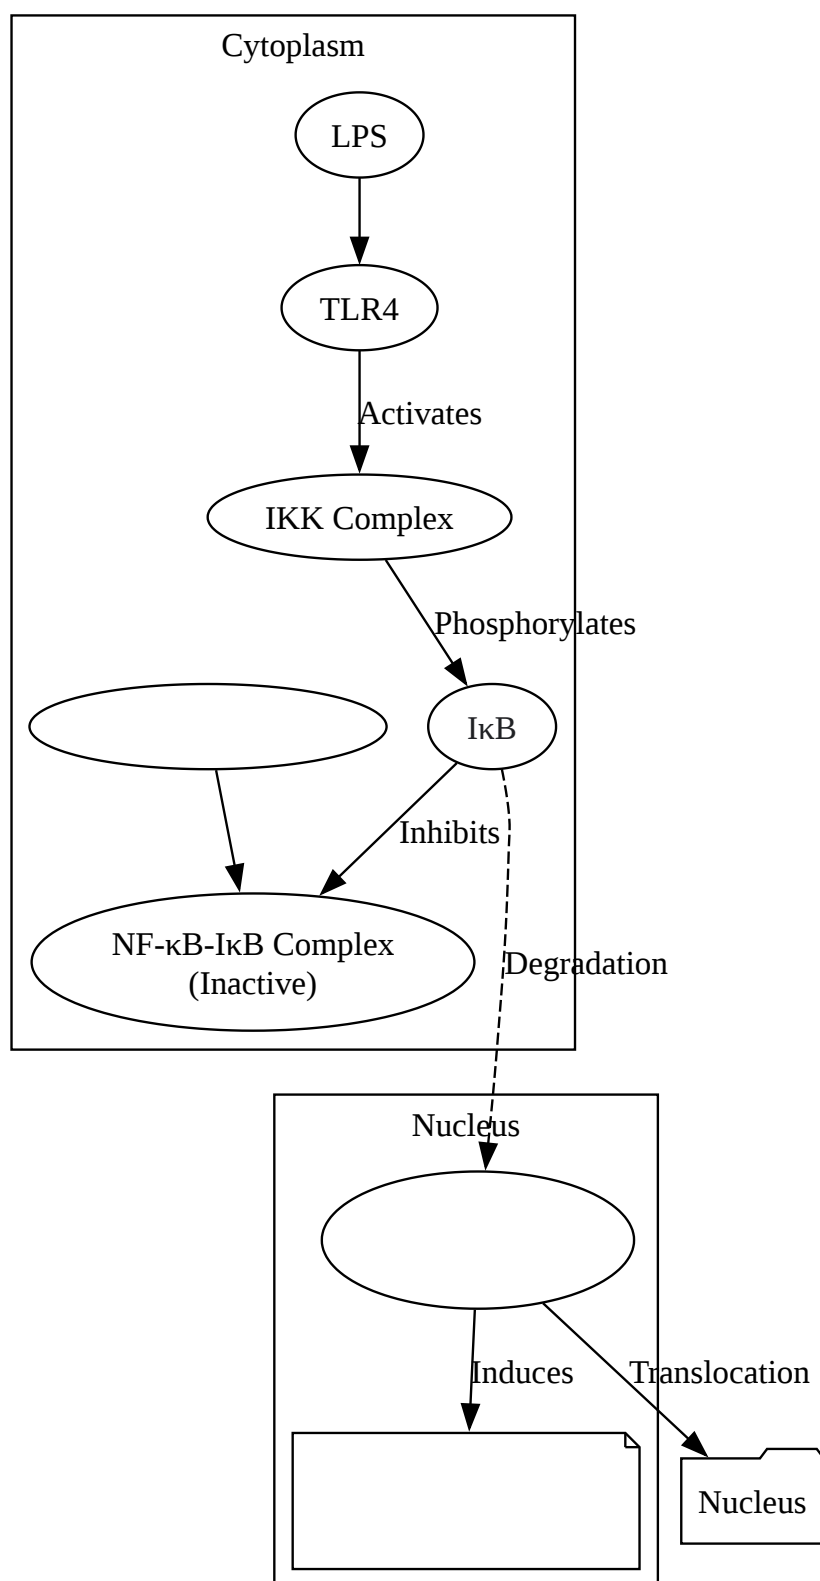 Cytoplasm
LPS
TLR4
Activates
IKK Complex
Phosphorylates
IκB
Inhibits
NF-κB-IκB Complex
(Inactive)
Degradation
Nucleus
Induces
Translocation
Nucleus